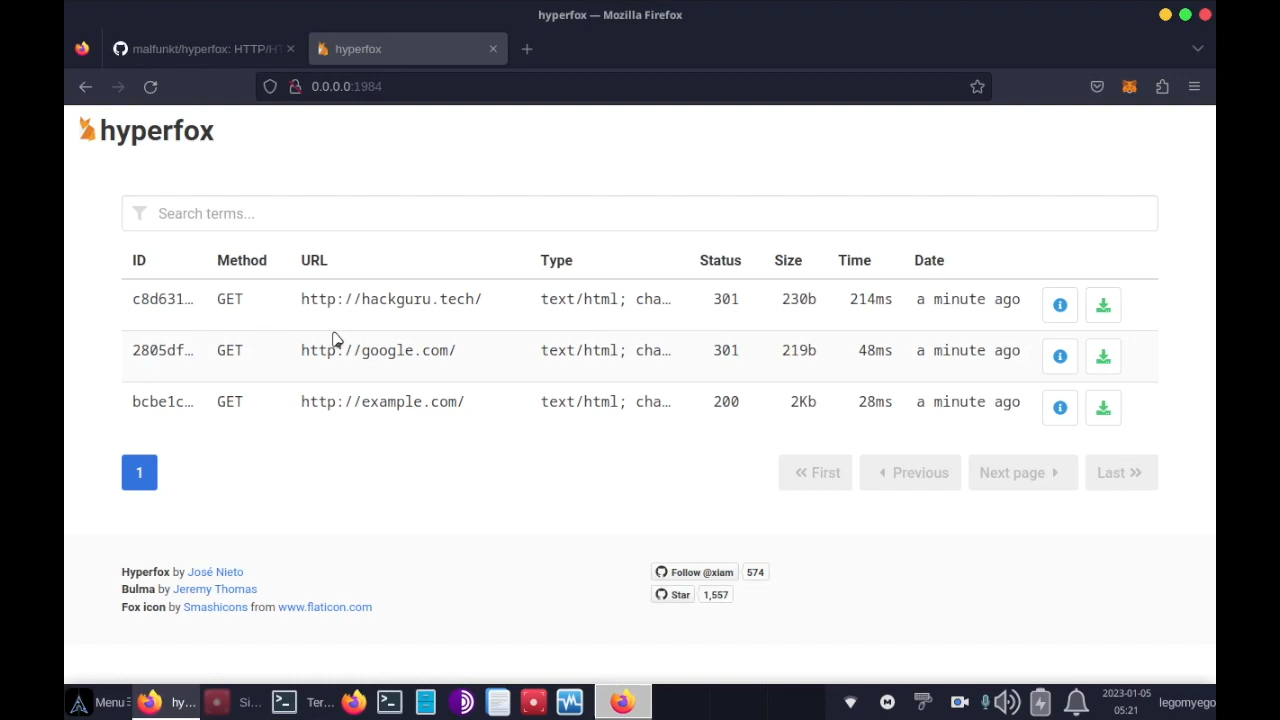 hyperfox — Mozilla Firefox
malfunkt/hyperfox: HTTP/HT
hyperfox
0.0.0.0:1984
hyperfox
Search terms...
ID Method URL Type Status Size Time Date
c8d631... GET http://hackguru.tech/ text/html; cha... 301 230b 214ms a minute ago
2805df... GET http://google.com/ text/html; cha... 301 219b 48ms a minute ago
bcbe1c... GET http://example.com/ text/html; cha... 200 2Kb 28ms a minute ago
1 First Previous Next page Last
Hyperfox by José Nieto
Bulma by Jeremy Thomas
Fox icon by Smashicons from www.flaticon.com
Follow @xiam 574
Star 1,557
Menu hy... Si... Ter... 2023-01-05 legomyego
05:21